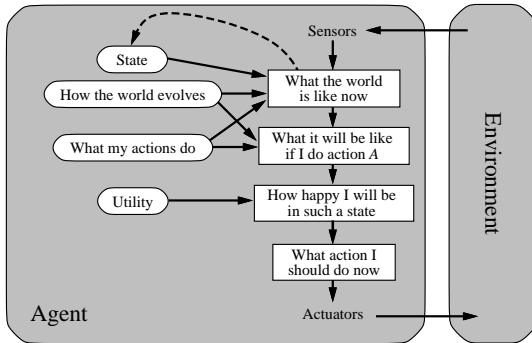 Sensors
State
What the world
is like now
How the world evolves
What it will be like
if I do action A
What my actions do
How happy I will be
in such a state
Utility
What action I
should do now
Agent
Actuators
Environment